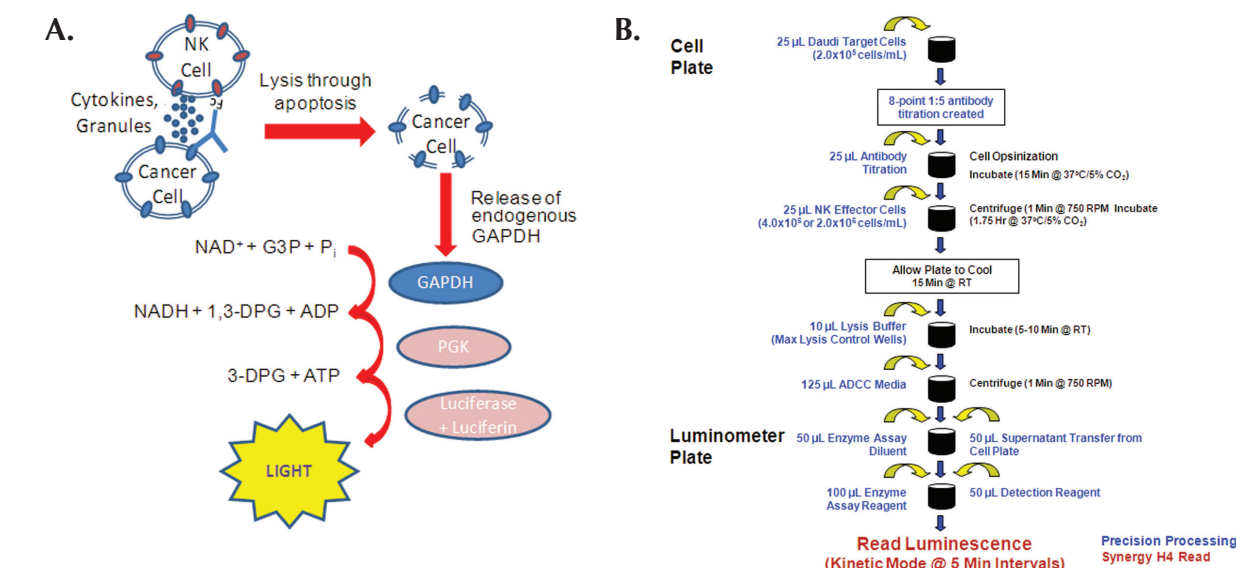 A.
NK
Cell
Cytokines,
Granules
Fc
Cancer
Cell
Lysis through
apoptosis
Cancer
Cell
Release of
endogenous
GAPDH
NAD⁺ + G3P + Pᵢ
GAPDH
NADH + 1,3-DPG + ADP
PGK
3-DPG + ATP
Luciferase
+ Luciferin
LIGHT
B.
Cell
Plate
25 µL Daudi Target Cells
(2.0x10⁵ cells/mL)
8-point 1:5 antibody
titration created
25 µL Antibody
Titration
Cell Opsinization
Incubate (15 Min @ 37°C/5% CO₂)
25 µL NK Effector Cells
(4.0x10⁶ or 2.0x10⁶ cells/mL)
Centrifuge (1 Min @ 750 RPM Incubate
(1.75 Hr @ 37°C/5% CO₂)
Allow Plate to Cool
15 Min @ RT
10 µL Lysis Buffer
(Max Lysis Control Wells)
Incubate (5-10 Min @ RT)
125 µL ADCC Media
Centrifuge (1 Min @ 750 RPM)
Luminometer
Plate
50 µL Enzyme Assay
Diluent
50 µL Supernatant Transfer from
Cell Plate
100 µL Enzyme
Assay Reagent
50 µL Detection Reagent
Read Luminescence
(Kinetic Mode @ 5 Min Intervals)
Precision Processing
Synergy H4 Read